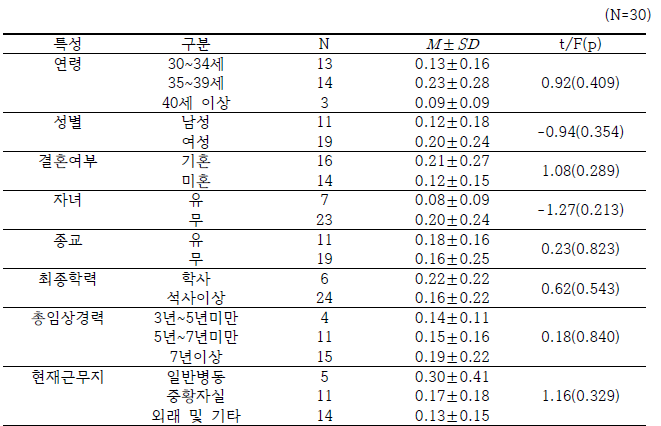 (N=30)
특성 구분 N M±SD t/F(p)
연령 30~34세 13 0.13±0.16
35~39세 14 0.23±0.28 0.92(0.409)
40세 이상 3 0.09±0.09
성별 남성 11 0.12±0.18 -0.94(0.354)
여성 19 0.20±0.24
결혼여부 기혼 16 0.21±0.27 1.08(0.289)
미혼 14 0.12±0.15
자녀 유 7 0.08±0.09 -1.27(0.213)
무 23 0.20±0.24
종교 유 11 0.18±0.16 0.23(0.823)
무 19 0.16±0.25
최종학력 학사 6 0.22±0.22 0.62(0.543)
석사이상 24 0.16±0.22
총임상경력 3년~5년미만 4 0.14±0.11
5년~7년미만 11 0.15±0.16 0.18(0.840)
7년이상 15 0.19±0.22
현재근무지 일반병동 5 0.30±0.41
중황자실 11 0.17±0.18 1.16(0.329)
외래 및 기타 14 0.13±0.15